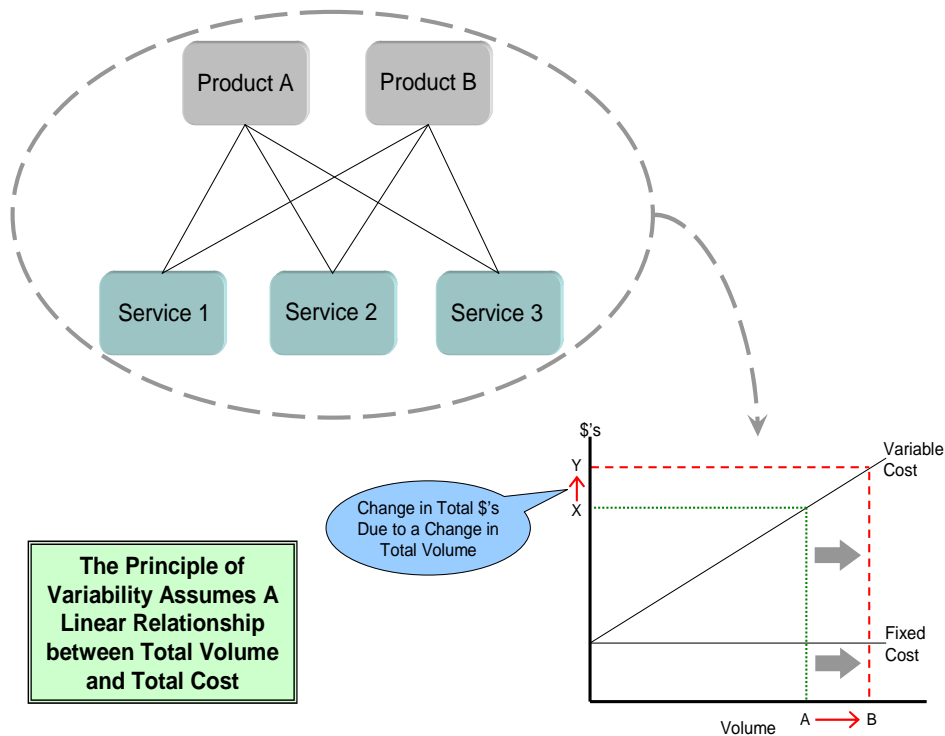 Product A
Product B
Service 1
Service 2
Service 3
$'s
Variable
Cost
Y
X
Change in Total $'s
Due to a Change in
Total Volume
The Principle of
Variability Assumes A
Linear Relationship
between Total Volume
and Total Cost
Fixed
Cost
Volume
A
B